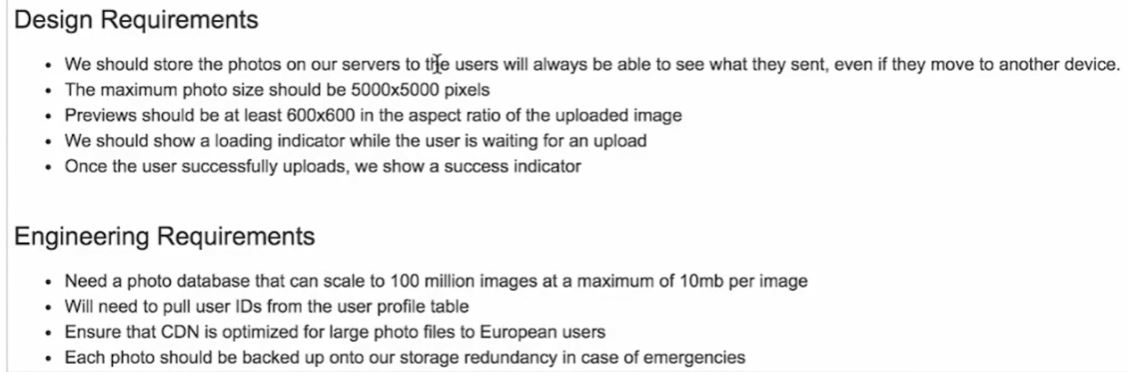 Design Requirements
• We should store the photos on our servers to the users will always be able to see what they sent, even if they move to another device.
• The maximum photo size should be 5000x5000 pixels
• Previews should be at least 600x600 in the aspect ratio of the uploaded image
• We should show a loading indicator while the user is waiting for an upload
• Once the user successfully uploads, we show a success indicator
Engineering Requirements
• Need a photo database that can scale to 100 million images at a maximum of 10mb per image
• Will need to pull user IDs from the user profile table
• Ensure that CDN is optimized for large photo files to European users
• Each photo should be backed up onto our storage redundancy in case of emergencies